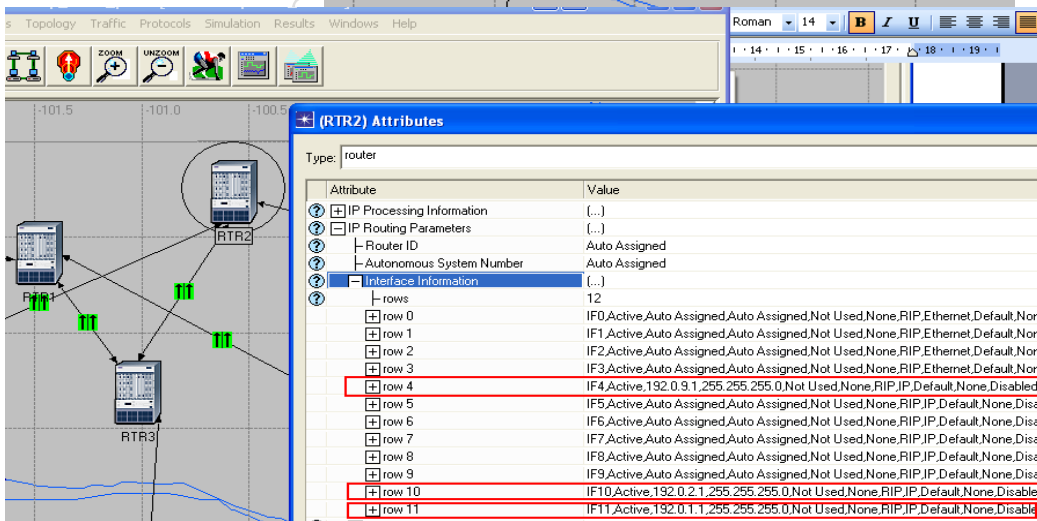 s Topology Traffic Protocols Simulation Results Windows Help
Roman 14 B I U
14 15 16 17 18 19
ZOOM UNZOOM
-101.5 -101.0 -100.5
(RTR2) Attributes
Type: router
Attribute Value
IP Processing Information (...)
IP Routing Parameters (...)
Router ID Auto Assigned
Autonomous System Number Auto Assigned
Interface Information (...)
rows 12
row 0 IF0,Active,Auto Assigned,Auto Assigned,Not Used,None,RIP,Ethernet,Default,Nor
row 1 IF1,Active,Auto Assigned,Auto Assigned,Not Used,None,RIP,Ethernet,Default,Nor
row 2 IF2,Active,Auto Assigned,Auto Assigned,Not Used,None,RIP,Ethernet,Default,Nor
row 3 IF3,Active,Auto Assigned,Auto Assigned,Not Used,None,RIP,Ethernet,Default,Nor
row 4 IF4,Active,192.0.9.1,255.255.255.0,Not Used,None,RIP,IP,Default,None,Disabled
row 5 IF5,Active,Auto Assigned,Auto Assigned,Not Used,None,RIP,IP,Default,None,Disa
row 6 IF6,Active,Auto Assigned,Auto Assigned,Not Used,None,RIP,IP,Default,None,Disa
row 7 IF7,Active,Auto Assigned,Auto Assigned,Not Used,None,RIP,IP,Default,None,Disa
row 8 IF8,Active,Auto Assigned,Auto Assigned,Not Used,None,RIP,IP,Default,None,Disa
row 9 IF9,Active,Auto Assigned,Auto Assigned,Not Used,None,RIP,IP,Default,None,Disa
row 10 IF10,Active,192.0.2.1,255.255.255.0,Not Used,None,RIP,IP,Default,None,Disable
row 11 IF11,Active,192.0.1.1,255.255.255.0,Not Used,None,RIP,IP,Default,None,Disable
RTR2
RTR1
RTR3